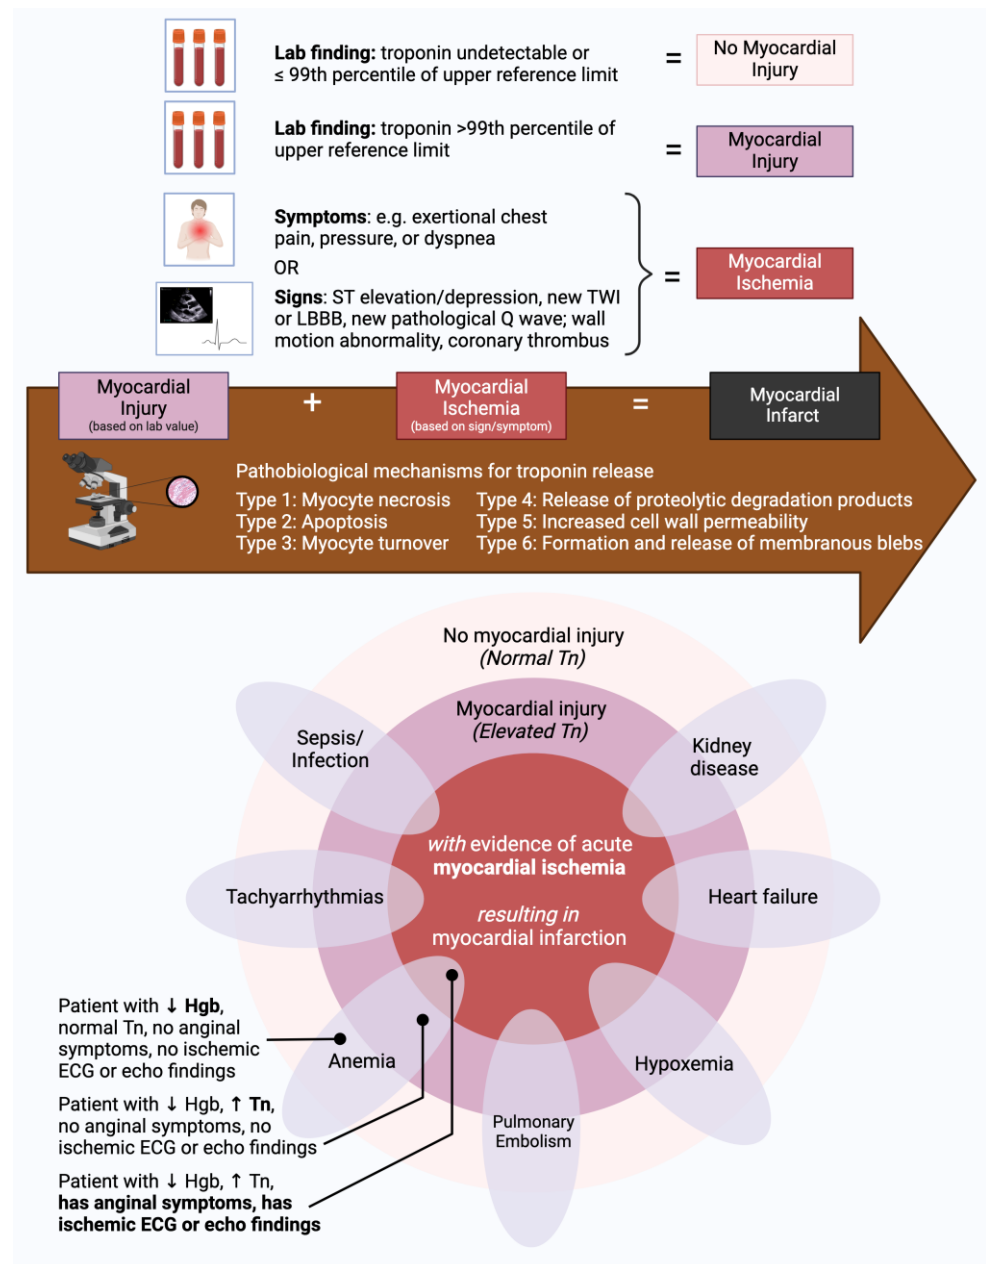 Lab finding: troponin undetectable or
≤ 99th percentile of upper reference limit
=
No Myocardial
Injury
Lab finding: troponin >99th percentile of
upper reference limit
=
Myocardial
Injury
Symptoms: e.g. exertional chest
pain, pressure, or dyspnea
OR
Signs: ST elevation/depression, new TWI
or LBBB, new pathological Q wave; wall
motion abnormality, coronary thrombus
=
Myocardial
Ischemia
Myocardial
Injury
(based on lab value)
+
Myocardial
Ischemia
(based on sign/symptom)
=
Myocardial
Infarct
Pathobiological mechanisms for troponin release
Type 1: Myocyte necrosis
Type 2: Apoptosis
Type 3: Myocyte turnover
Type 4: Release of proteolytic degradation products
Type 5: Increased cell wall permeability
Type 6: Formation and release of membranous blebs
No myocardial injury
(Normal Tn)
Myocardial injury
(Elevated Tn)
Sepsis/
Infection
Kidney
disease
with evidence of acute
myocardial ischemia
resulting in
myocardial infarction
Tachyarrhythmias
Heart failure
Anemia
Hypoxemia
Pulmonary
Embolism
Patient with ↓ Hgb,
normal Tn, no anginal
symptoms, no ischemic
ECG or echo findings
Patient with ↓ Hgb, ↑ Tn,
no anginal symptoms, no
ischemic ECG or echo findings
Patient with ↓ Hgb, ↑ Tn,
has anginal symptoms, has
ischemic ECG or echo findings